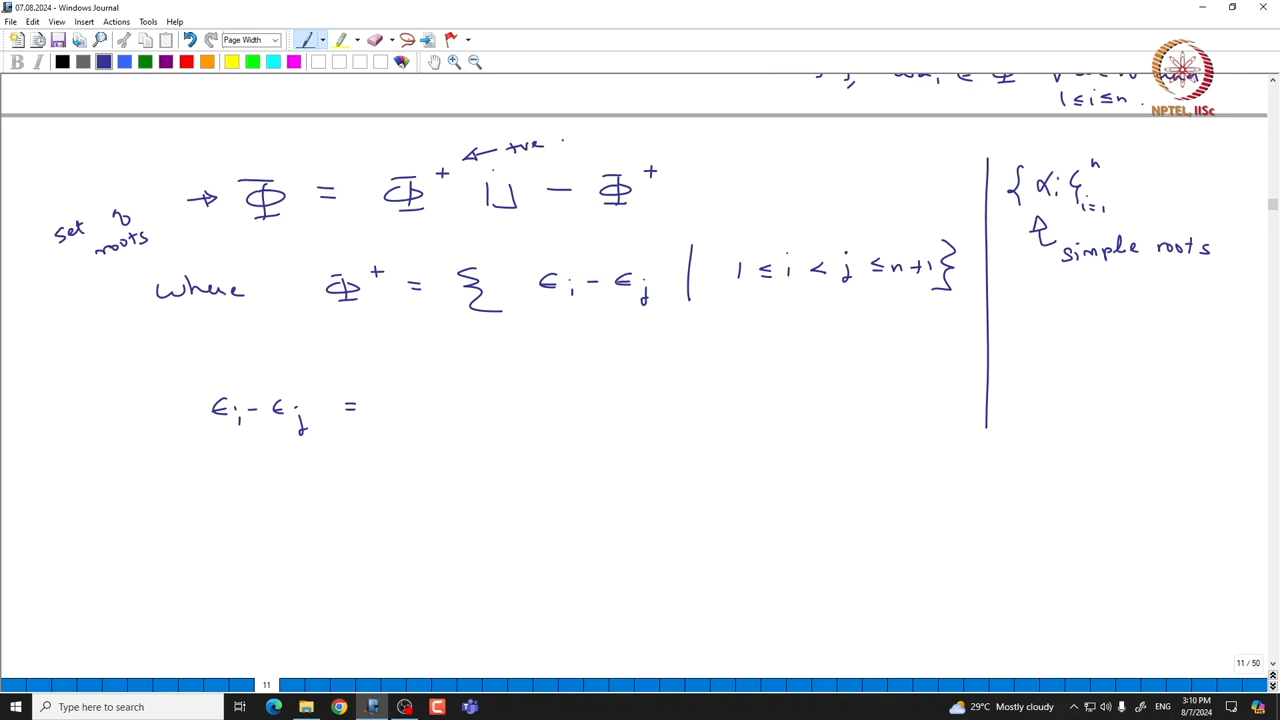 07.08.2024 - Windows Journal
File Edit View Insert Actions Tools Help
Page Width
B I
NPTEL, IISc
1 ≤ i ≤ n.
← +ve
→ Φ = Φ⁺ ⊔ − Φ⁺
set of roots
where Φ⁺ = { ϵᵢ − ϵⱼ | 1 ≤ i < j ≤ n+1 }
ϵᵢ − ϵⱼ =
{ αᵢ }ⁿᵢ₌₁
simple roots
11 / 50
11
Type here to search
29°C Mostly cloudy
3:10 PM
8/7/2024